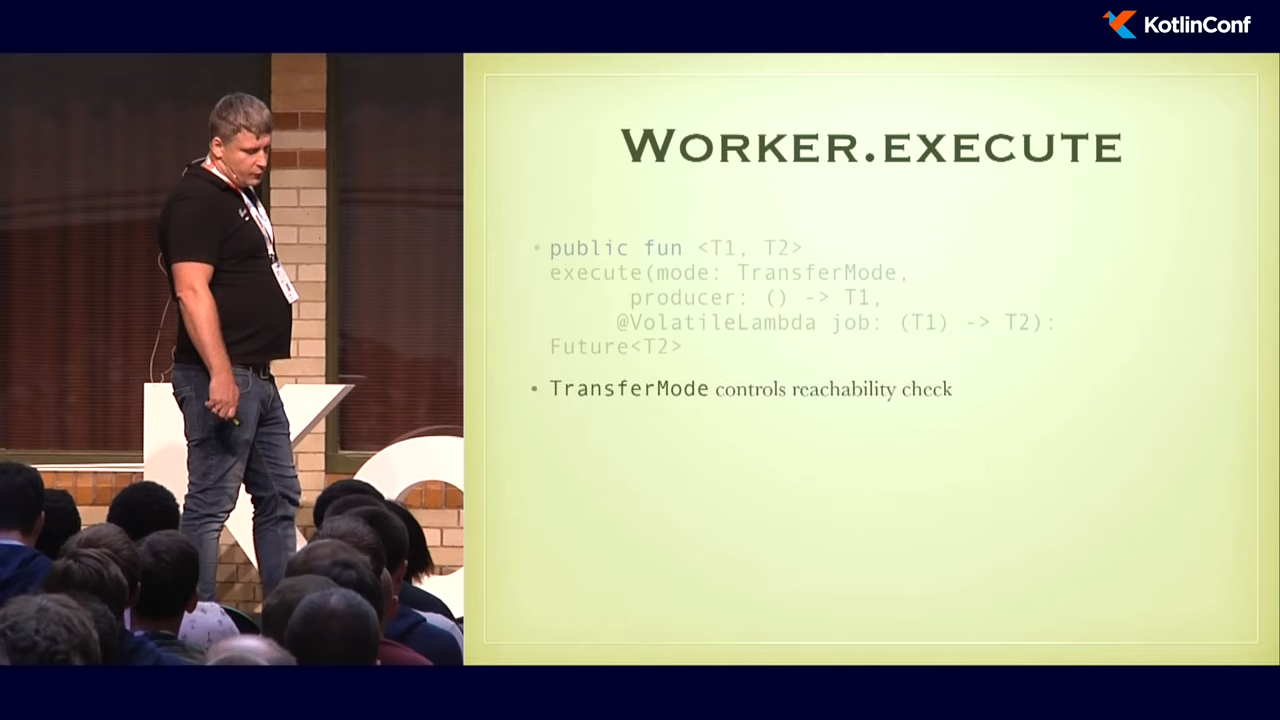 KotlinConf
WORKER.EXECUTE
• public fun <T1, T2>
execute(mode: TransferMode,
producer: () -> T1,
@VolatileLambda job: (T1) -> T2):
Future<T2>
• TransferMode controls reachability check